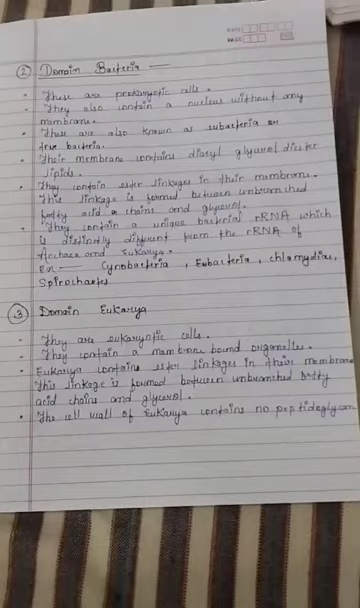 DATE
PAGE
2 Domain Bacteria —
• These are prokaryotic cells.
• They also contain a nucleus without any
membrane.
• These are also known as eubacteria or
true bacteria.
• Their membrane contains diacyl glycerol diester
lipids.
• They contain ester linkages in their membrane.
This linkage is formed between unbranched
fatty acid chains and glycerol.
• They contain a unique bacterial rRNA which
is distinctly different from the rRNA of
Archaea and Eukarya.
Ex — Cynobacteria, Eubacteria, chlamydias,
Spirochaetes
3 Domain Eukarya
• They are eukaryotic cells.
• They contain a membrane bound organelles.
• Eukarya contains ester linkages in their membrane
This linkage is formed between unbranched fatty
acid chains and glycerol.
• The cell wall of Eukarya contains no peptidoglycan